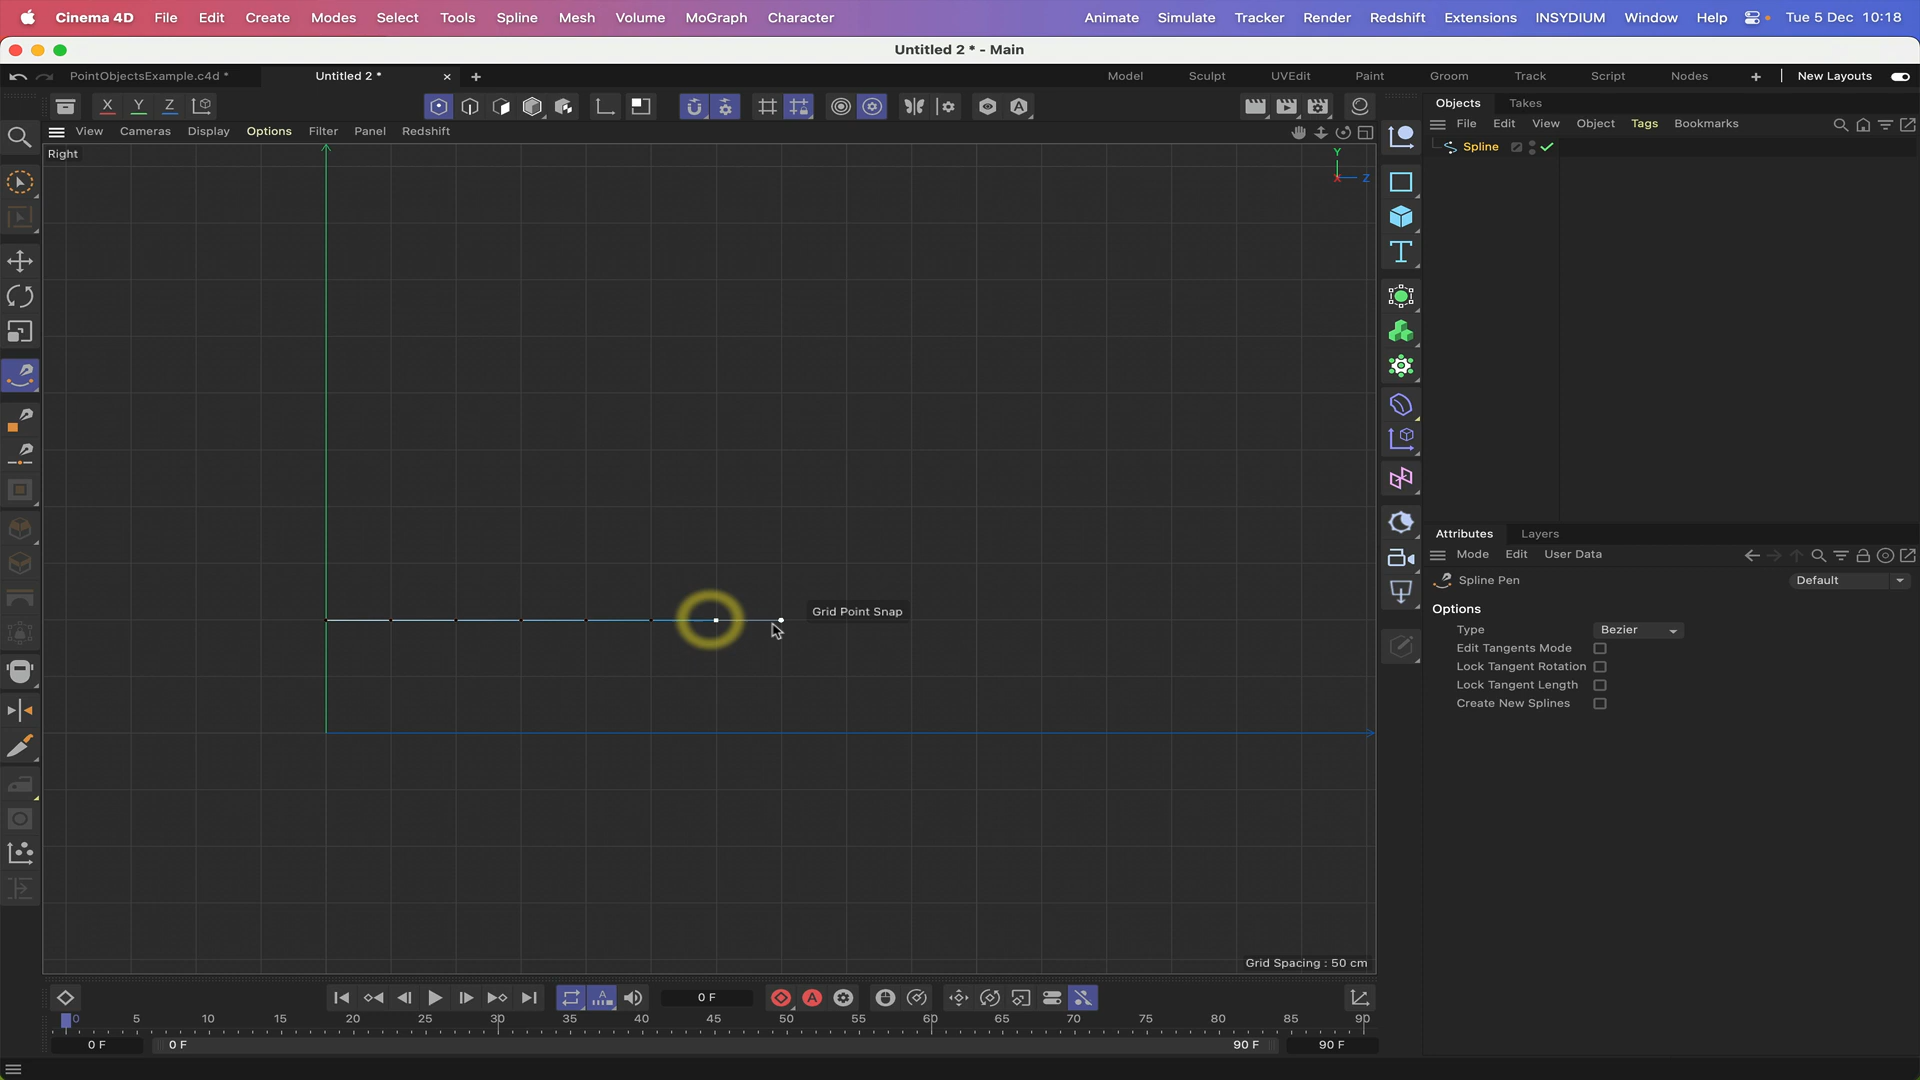 Cinema 4D File Edit Create Modes Select Tools Spline Mesh Volume MoGraph Character Animate Simulate Tracker Render Redshift Extensions INSYDIUM Window Help Tue 5 Dec 10:18
Untitled 2 * - Main
PointObjectsExample.c4d * Untitled 2 * Model Sculpt UVEdit Paint Groom Track Script Nodes New Layouts
X Y Z
Objects Takes
View Cameras Display Options Filter Panel Redshift
File Edit View Object Tags Bookmarks
Right
Y
X Z
Spline
Attributes Layers
Mode Edit User Data
Spline Pen Default
Options
Type Bezier
Edit Tangents Mode
Lock Tangent Rotation
Lock Tangent Length
Create New Splines
Grid Point Snap
Grid Spacing : 50 cm
0 F
0 5 10 15 20 25 30 35 40 45 50 55 60 65 70 75 80 85 90
0 F 0 F 90 F 90 F